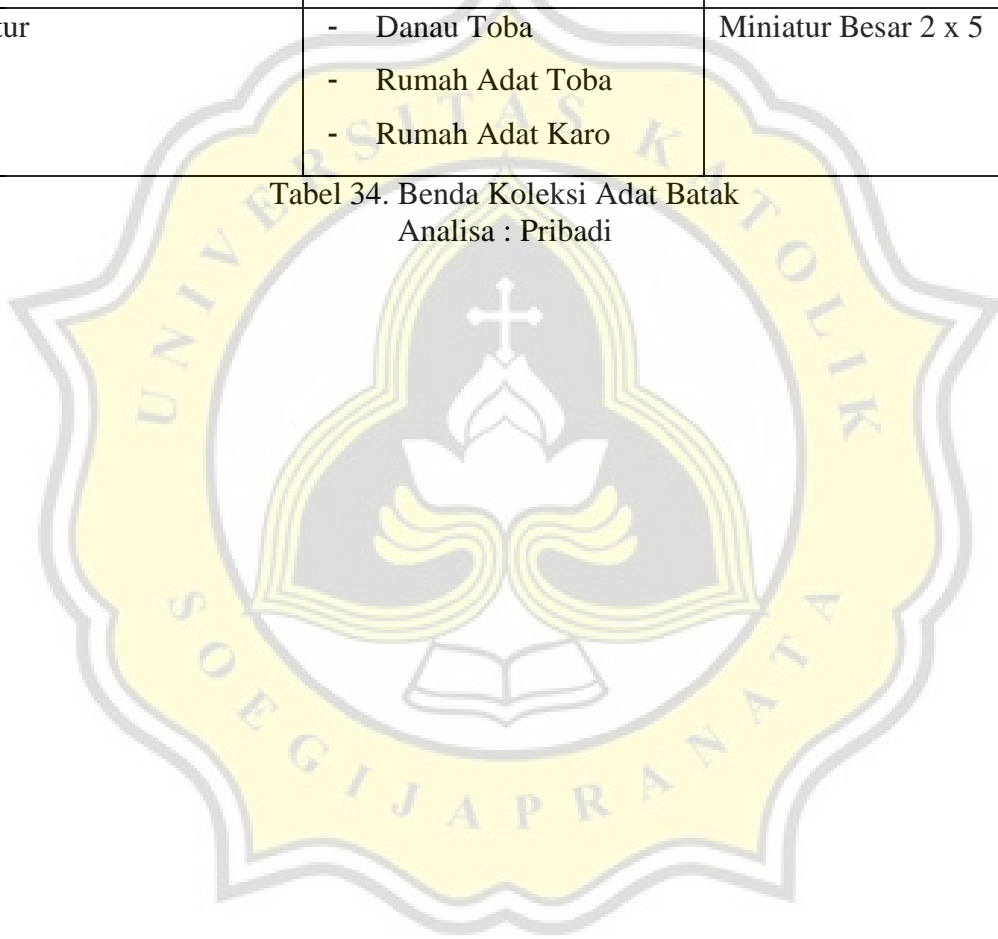 tur - Danau Toba Miniatur Besar 2 x 5
- Rumah Adat Toba
- Rumah Adat Karo
Tabel 34. Benda Koleksi Adat Batak
Analisa : Pribadi
UNIVERSITAS KATOLIK
SOEGIJAPRANATA